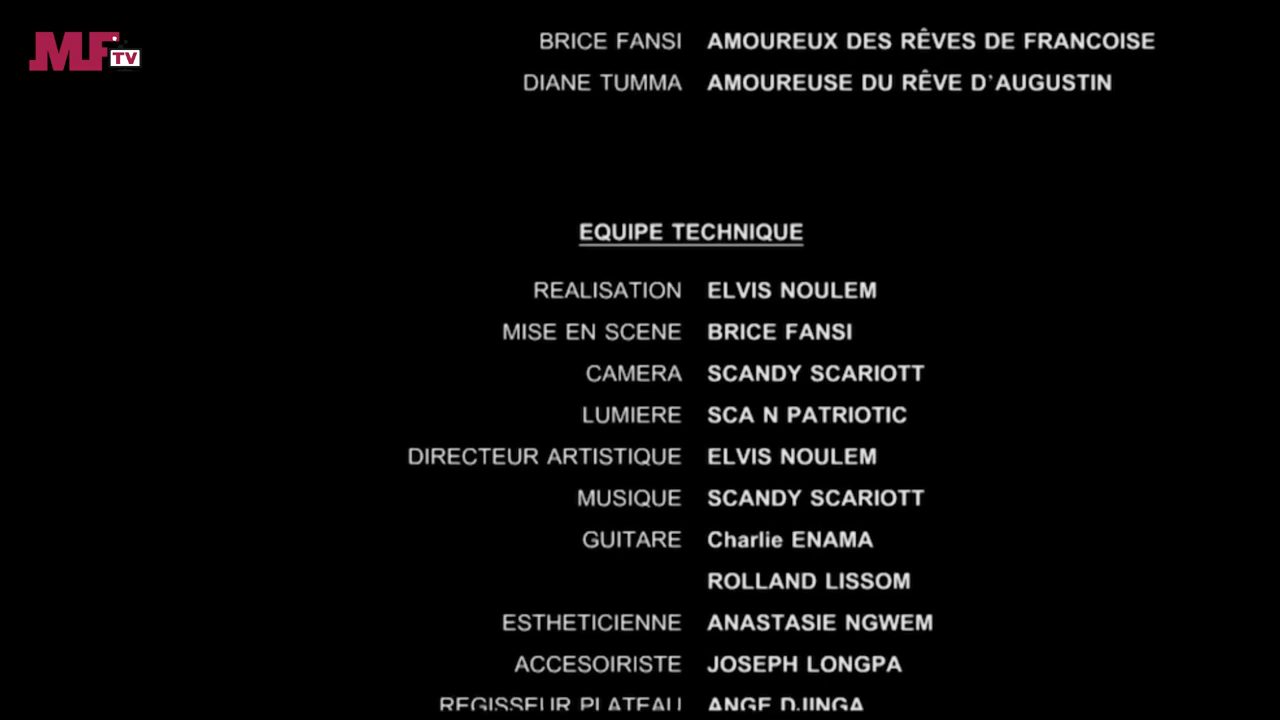 MF TV
BRICE FANSI AMOUREUX DES RÊVES DE FRANCOISE
DIANE TUMMA AMOUREUSE DU RÊVE D'AUGUSTIN
EQUIPE TECHNIQUE
REALISATION ELVIS NOULEM
MISE EN SCENE BRICE FANSI
CAMERA SCANDY SCARIOTT
LUMIERE SCA N PATRIOTIC
DIRECTEUR ARTISTIQUE ELVIS NOULEM
MUSIQUE SCANDY SCARIOTT
GUITARE Charlie ENAMA
ROLLAND LISSOM
ESTHETICIENNE ANASTASIE NGWEM
ACCESOIRISTE JOSEPH LONGPA
REGISSEUR PLATEAU ANGE DJINGA